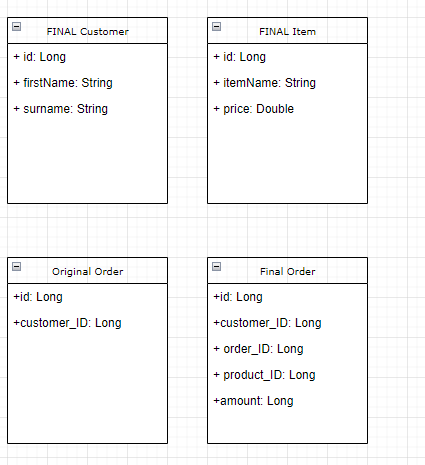 FINAL Customer
+ id: Long
+ firstName: String
+ surname: String
FINAL Item
+ id: Long
+ itemName: String
+ price: Double
Original Order
+id: Long
+customer_ID: Long
Final Order
+id: Long
+customer_ID: Long
+ order_ID: Long
+ product_ID: Long
+amount: Long